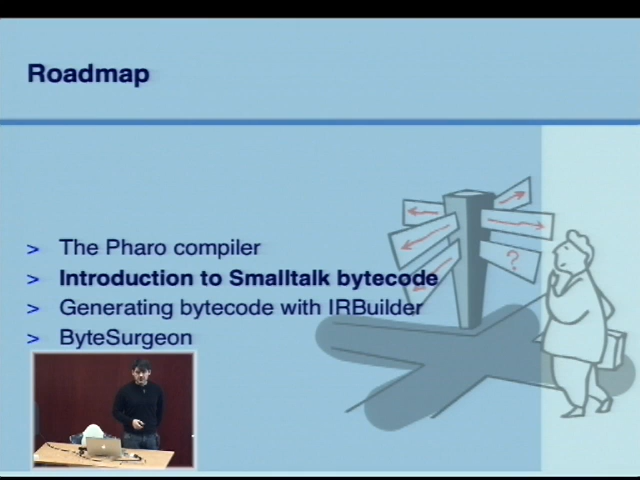 Roadmap
> The Pharo compiler
> Introduction to Smalltalk bytecode
> Generating bytecode with IRBuilder
> ByteSurgeon
?